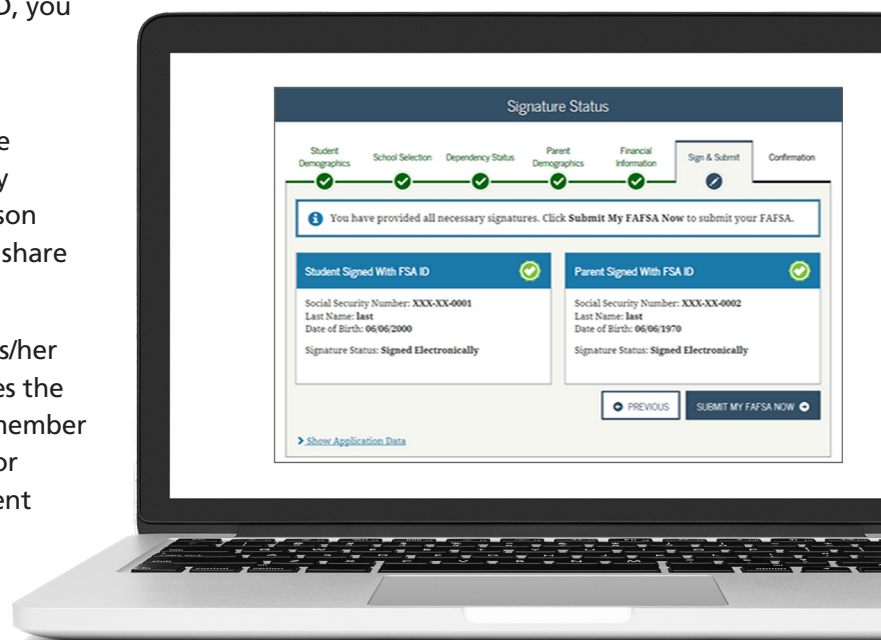 D, you
e
y
son
share
s/her
es the
member
or
ent
Signature Status
Student Demographics
School Selection
Dependency Status
Parent Demographics
Financial Information
Sign & Submit
Confirmation
You have provided all necessary signatures. Click Submit My FAFSA Now to submit your FAFSA.
Student Signed With FSA ID
Social Security Number: XXX-XX-0001
Last Name: last
Date of Birth: 06/06/2000
Signature Status: Signed Electronically
Parent Signed With FSA ID
Social Security Number: XXX-XX-0002
Last Name: last
Date of Birth: 06/06/1970
Signature Status: Signed Electronically
PREVIOUS
SUBMIT MY FAFSA NOW
Show Application Data